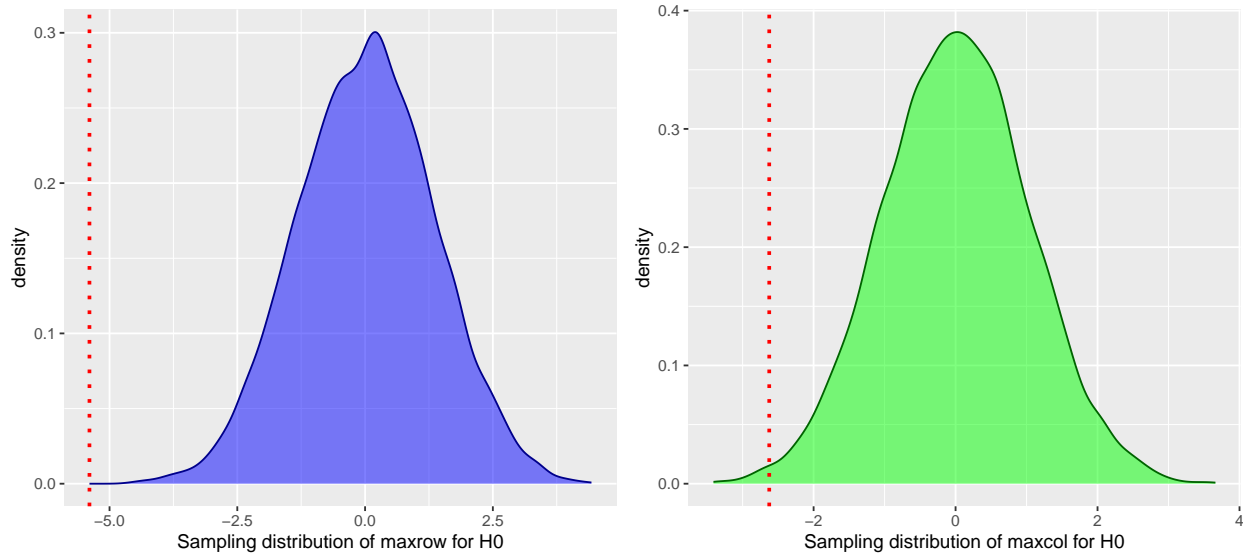 0.3
0.2
0.1
0.0
density
−5.0 −2.5 0.0 2.5
Sampling distribution of maxrow for H0
0.4
0.3
0.2
0.1
0.0
density
−2 0 2 4
Sampling distribution of maxcol for H0